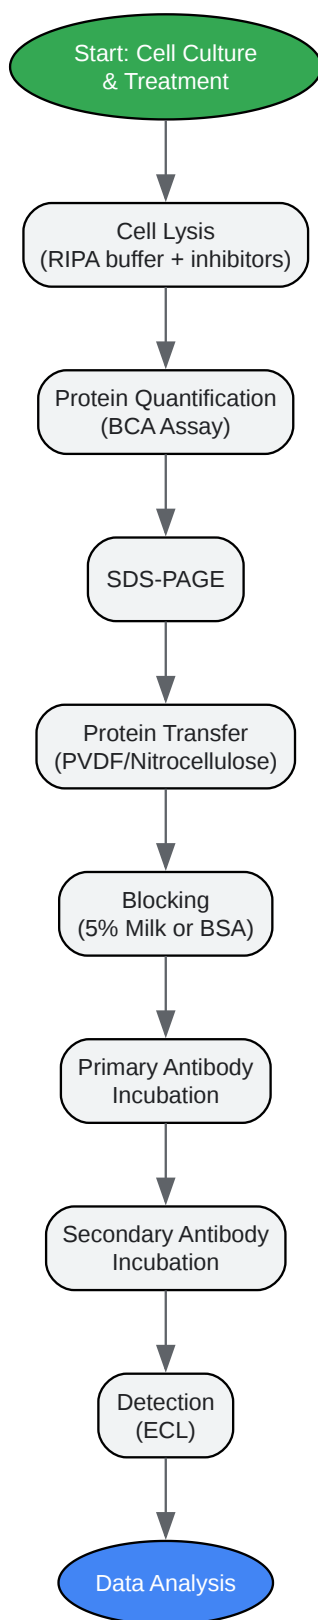 Start: Cell Culture
& Treatment
Cell Lysis
(RIPA buffer + inhibitors)
Protein Quantification
(BCA Assay)
SDS-PAGE
Protein Transfer
(PVDF/Nitrocellulose)
Blocking
(5% Milk or BSA)
Primary Antibody
Incubation
Secondary Antibody
Incubation
Detection
(ECL)
Data Analysis